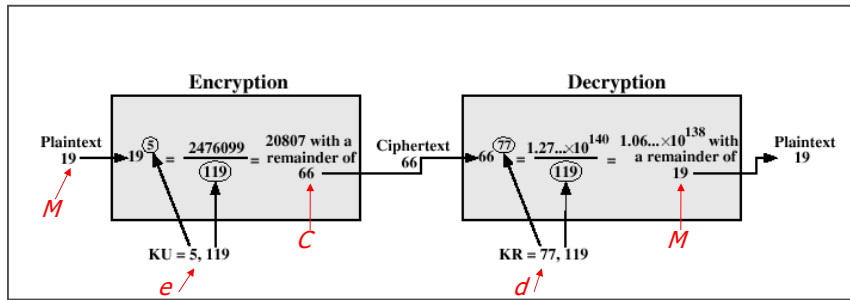 Encryption
Decryption
Plaintext
19
19^5 = 2476099 / 119 = 20807 with a remainder of 66
Ciphertext
66
66^77 = 1.27...×10^140 / 119 = 1.06...×10^138 with a remainder of 19
Plaintext
19
M
C
M
KU = 5, 119
KR = 77, 119
e
d